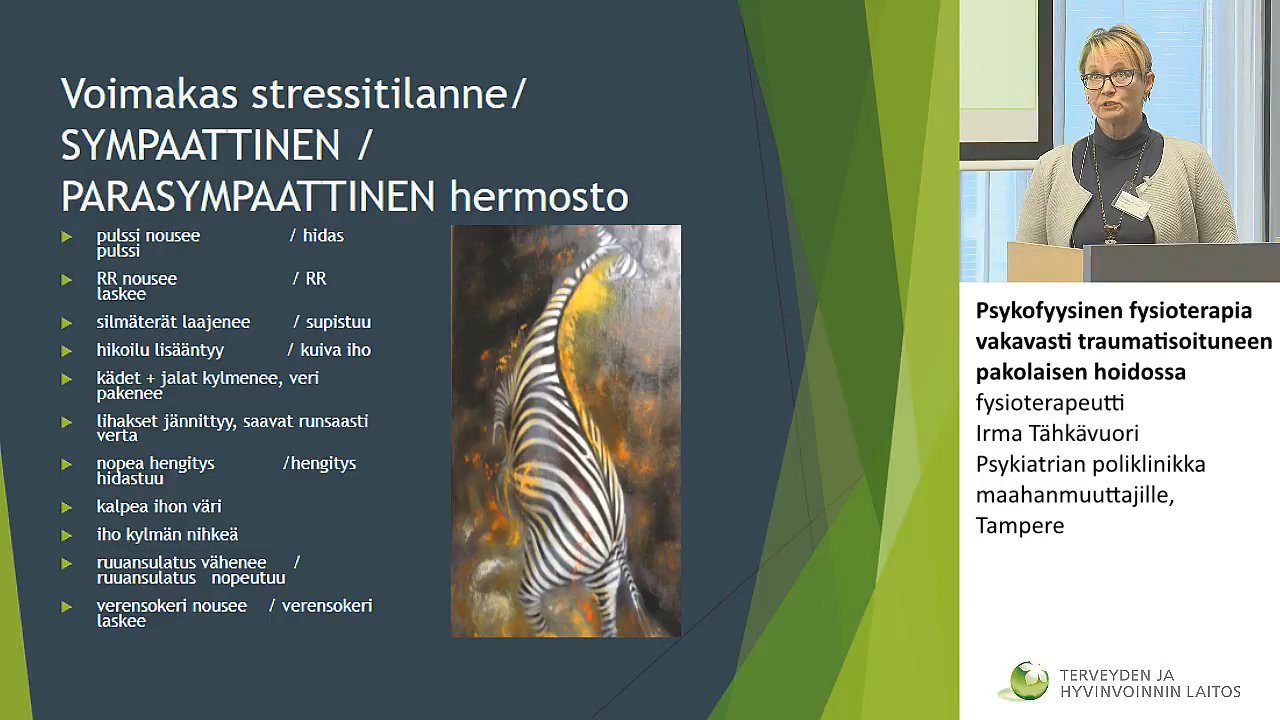 Voimakas stressitilanne/
SYMPAATTINEN /
PARASYMPAATTINEN hermosto
pulssi nousee / hidas
pulssi
RR nousee / RR
laskee
silmäterät laajenee / supistuu
hikoilu lisääntyy / kuiva iho
kädet + jalat kylmenee, veri
pakenee
lihakset jännittyy, saavat runsaasti
verta
nopea hengitys /hengitys
hidastuu
kalpea ihon väri
iho kylmän nihkeä
ruuansulatus vähenee /
ruuansulatus nopeutuu
verensokeri nousee / verensokeri
laskee
Psykofyysinen fysioterapia
vakavasti traumatisoituneen
pakolaisen hoidossa
fysioterapeutti
Irma Tähkävuori
Psykiatrian poliklinikka
maahanmuuttajille,
Tampere
TERVEYDEN JA
HYVINVOINNIN LAITOS